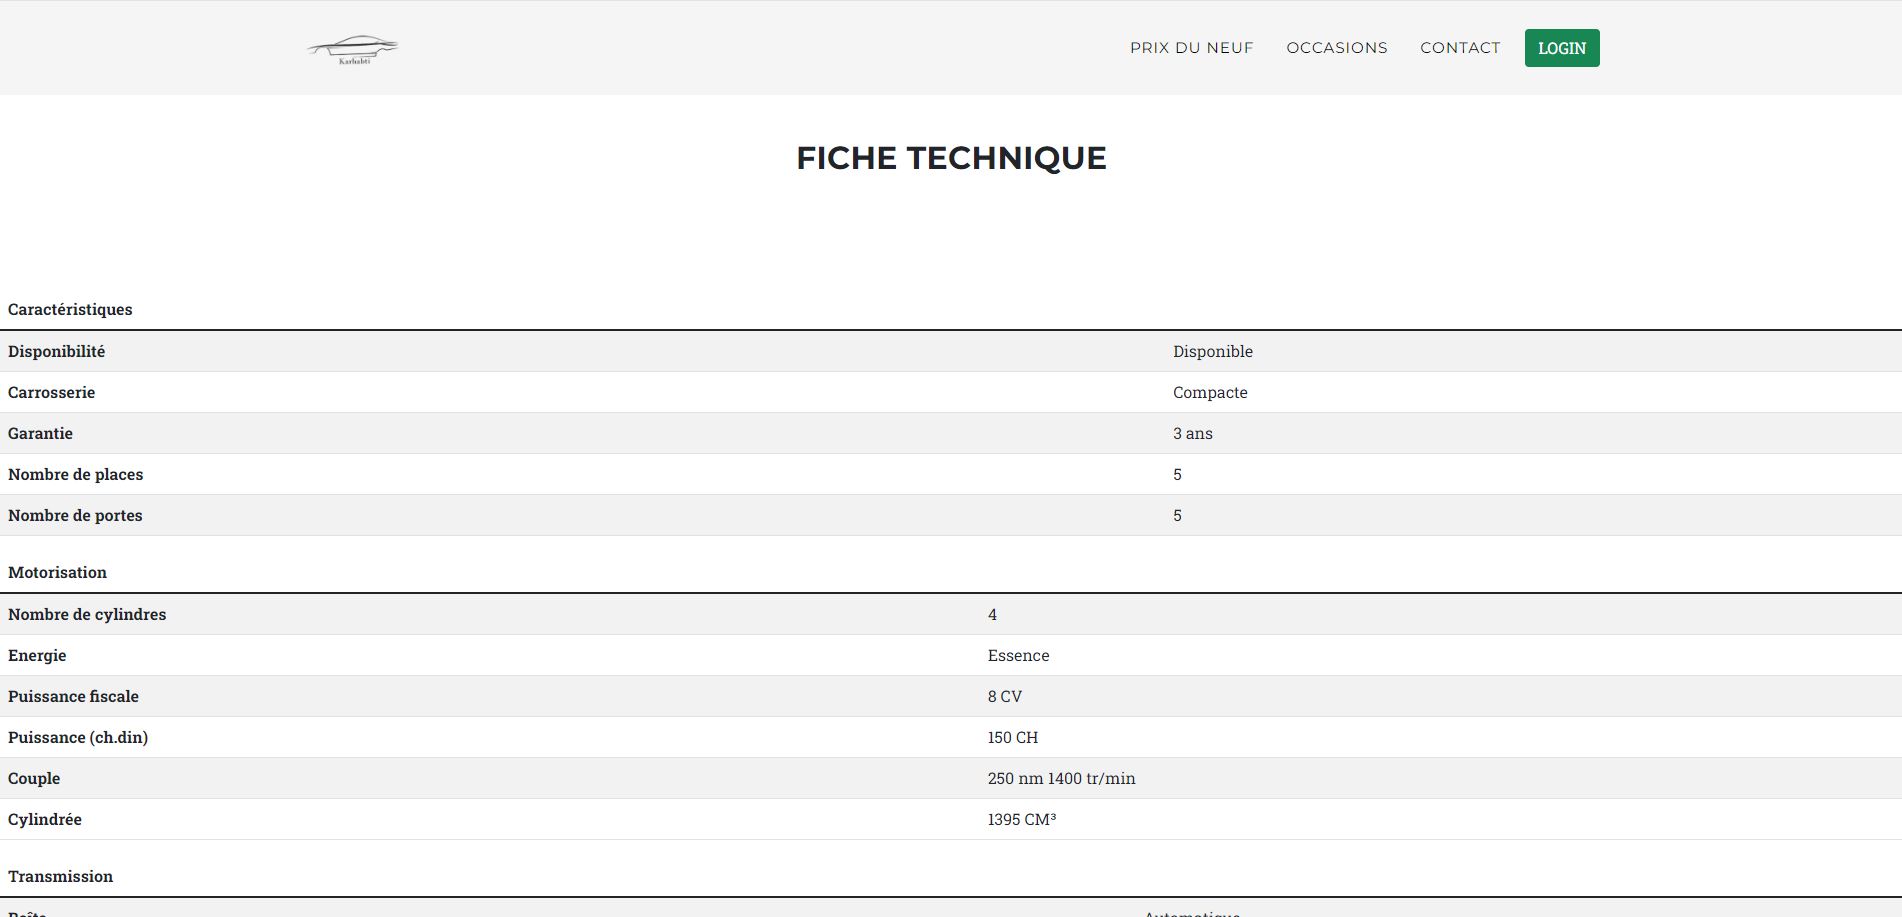 Karhabti
PRIX DU NEUF OCCASIONS CONTACT LOGIN
FICHE TECHNIQUE
Caractéristiques
Disponibilité Disponible
Carrosserie Compacte
Garantie 3 ans
Nombre de places 5
Nombre de portes 5
Motorisation
Nombre de cylindres 4
Energie Essence
Puissance fiscale 8 CV
Puissance (ch.din) 150 CH
Couple 250 nm 1400 tr/min
Cylindrée 1395 CM³
Transmission
Boîte Automatique